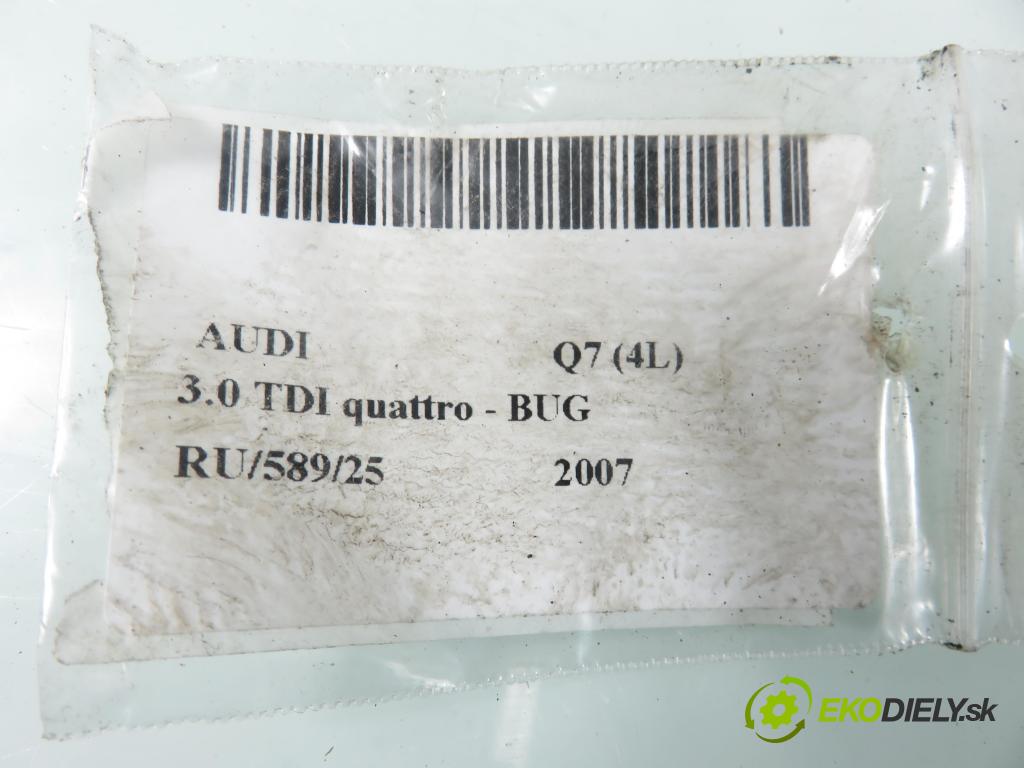 AUDI Q7 (4L)
3.0 TDI quattro - BUG
RU/589/25 2007
EKODIELY.sk